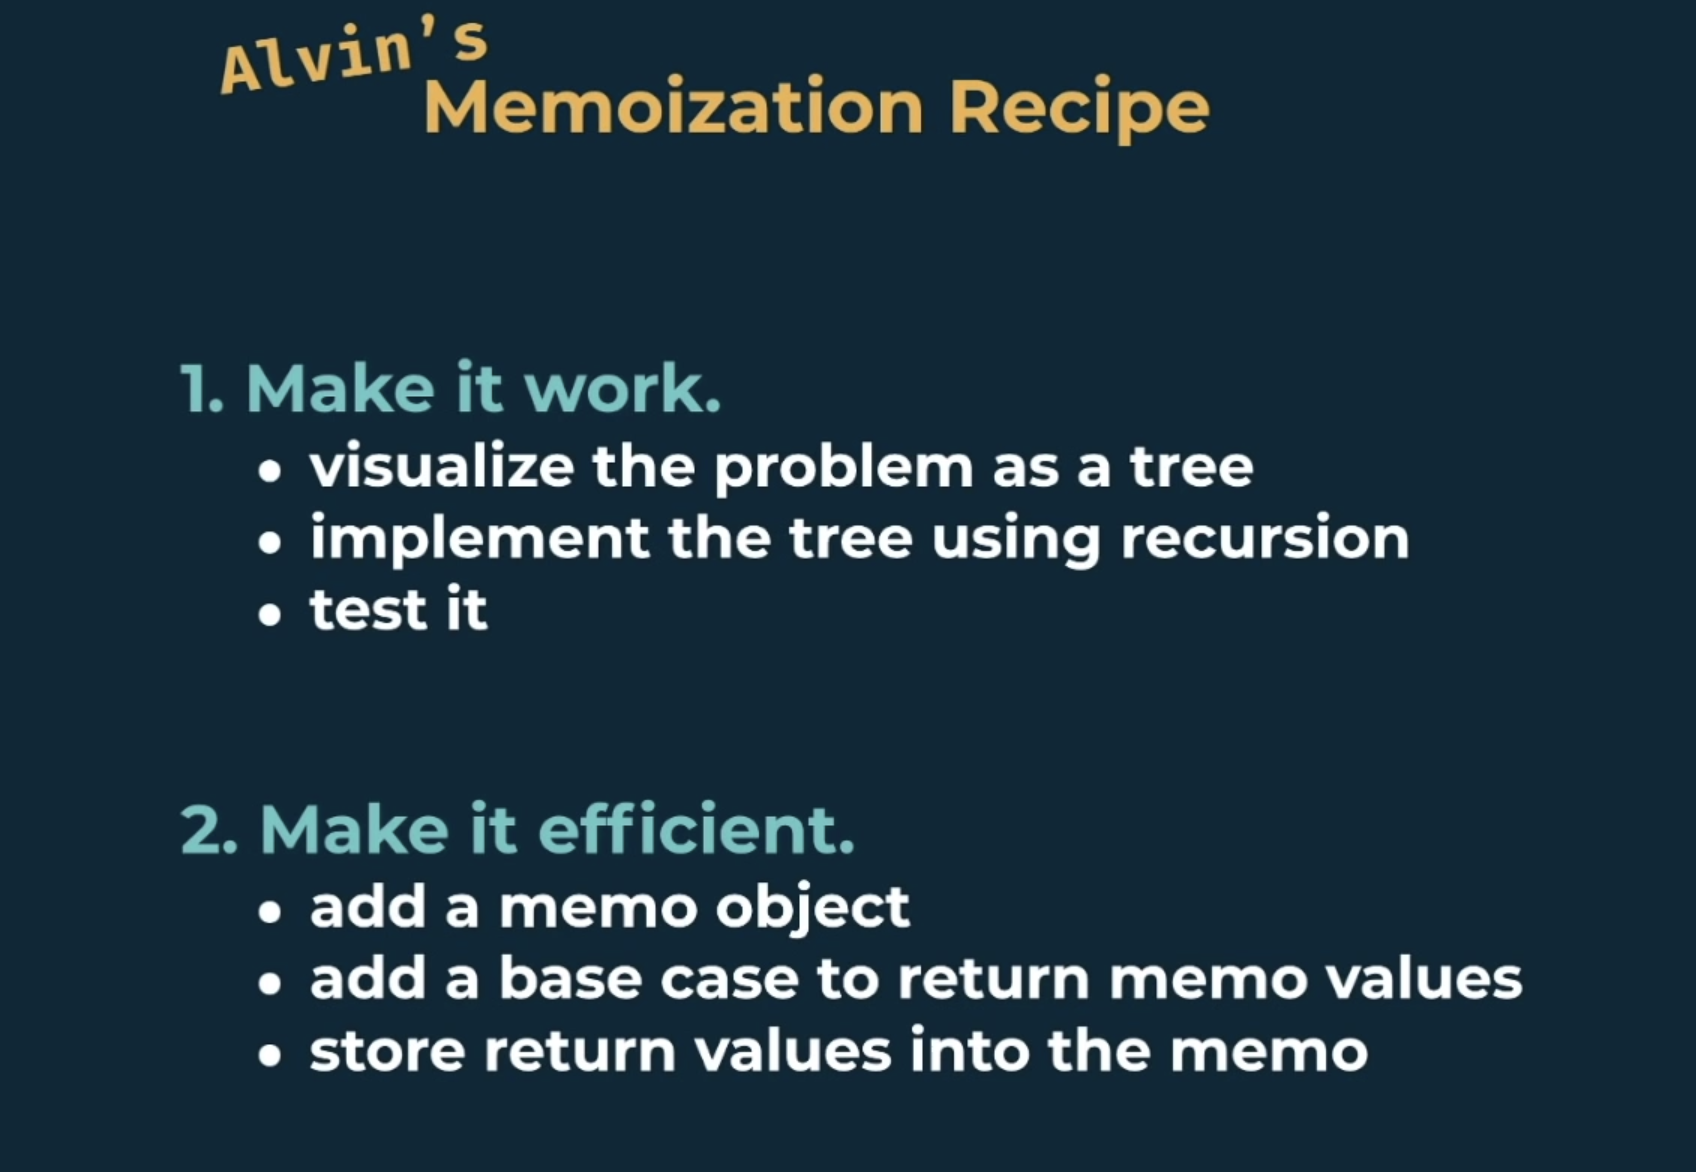 Alvin's
Memoization Recipe
1. Make it work.
• visualize the problem as a tree
• implement the tree using recursion
• test it
2. Make it efficient.
• add a memo object
• add a base case to return memo values
• store return values into the memo